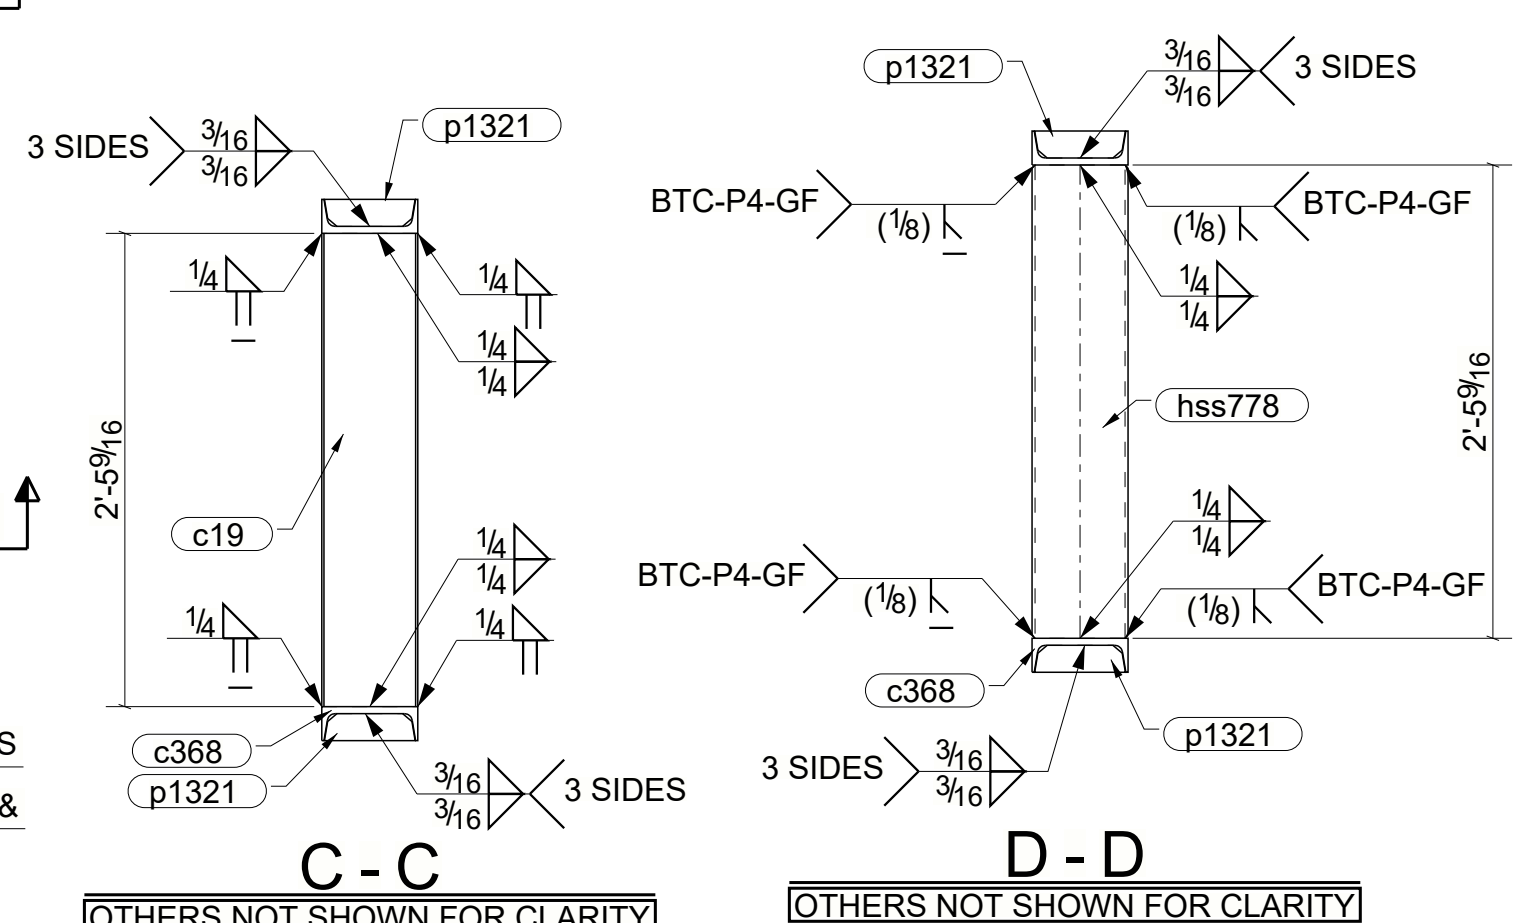 3 SIDES
3/16
3/16
p1321
1/4
1/4
1/4
1/4
2'-5 9/16
c19
1/4
1/4
1/4
1/4
c368
p1321
3/16
3/16
3 SIDES
C - C
OTHERS NOT SHOWN FOR CLARITY
S
&
p1321
3/16
3/16
3 SIDES
BTC-P4-GF
(1/8)
(1/8)
BTC-P4-GF
1/4
1/4
hss778
2'-5 9/16
1/4
1/4
BTC-P4-GF
(1/8)
(1/8)
BTC-P4-GF
c368
p1321
3 SIDES
3/16
3/16
D - D
OTHERS NOT SHOWN FOR CLARITY